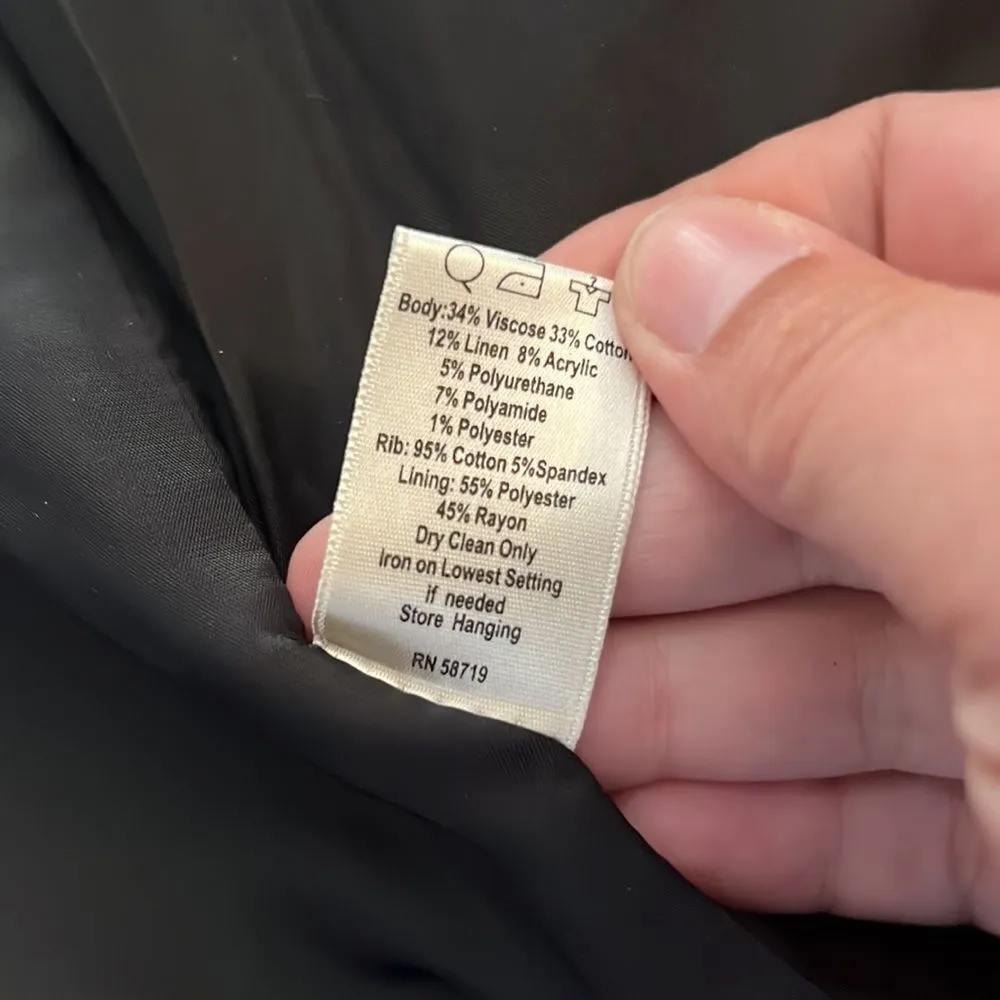 Body:34% Viscose 33% Cotton
12% Linen 8% Acrylic
5% Polyurethane
7% Polyamide
1% Polyester
Rib: 95% Cotton 5%Spandex
Lining: 55% Polyester
45% Rayon
Dry Clean Only
Iron on Lowest Setting
if needed
Store Hanging
RN 58719